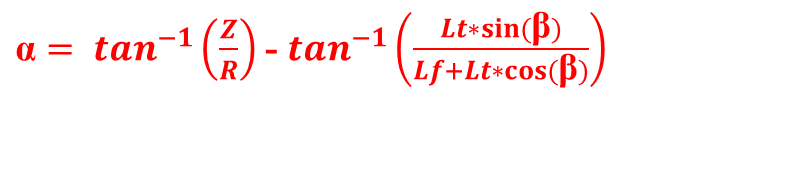 α = tan⁻¹(Z/R) - tan⁻¹(Lt*sin(β)/Lf+Lt*cos(β))